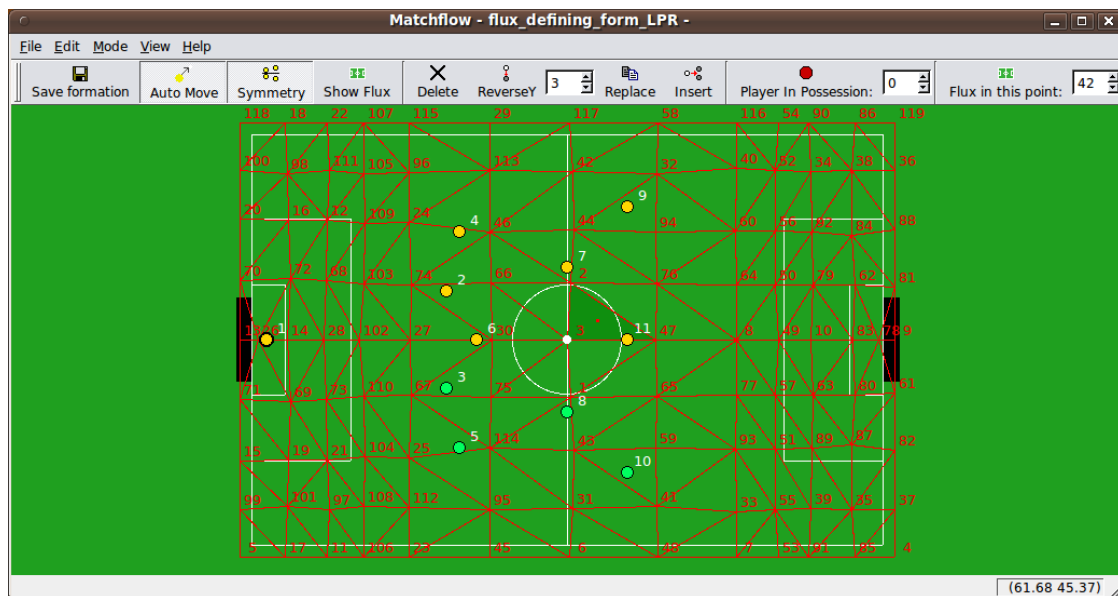 Matchflow - flux_defining_form_LPR -
File Edit Mode View Help
Save formation Auto Move Symmetry Show Flux Delete ReverseY 3 Replace Insert Player In Possession: 0 Flux in this point: 42
118 18 22 107 115 29 117 58 116 54 90 86 119
100 98 111 105 96 113 42 32 40 52 34 38 36
9
20 16 12 109 24 4 46 44 94 60 56 92 84 88
7
70 72 68 103 74 2 66 2 76 64 50 79 62 81
13 26 1 14 28 102 27 6 30 3 11 47 8 49 10 83 78 9
71 69 73 110 67 3 75 1 65 77 57 63 80 61
8
15 19 21 104 25 5 114 43 59 93 51 89 87 82
10
99 101 97 108 112 95 31 41 33 55 39 35 37
5 17 11 106 23 45 6 48 7 53 91 85 4
(61.68 45.37)